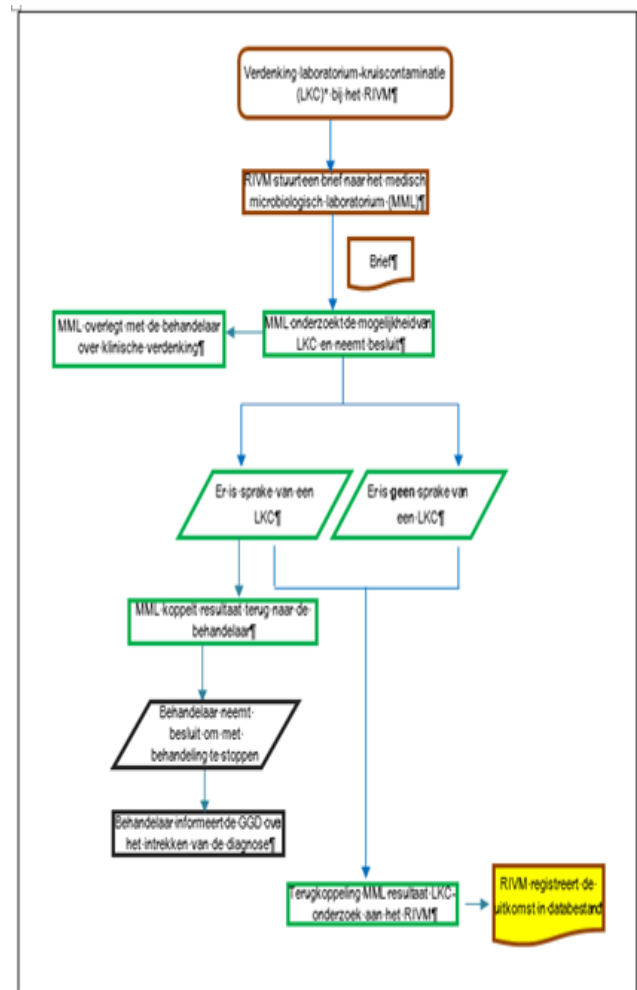 Verdenking·laboratorium-kruiscontaminatie
(LKC)*·bij·het·RIVM¶
RIVM·stuurt·een·brief·naar·het·medisch
microbiologisch·laboratorium·(MML)¶
Brief¶
MML·overlegt·met·de·behandelaar
over·klinische·verdenking¶
MML·onderzoekt·de·mogelijkheid·van
LKC·en·neemt·besluit¶
Er·is·sprake·van·een
LKC¶
Er·is·geen·sprake·van
een·LKC¶
MML·koppelt·resultaat·terug·naar·de·
behandelaar¶
Behandelaar·neemt·
besluit·om·met·
behandeling·te·stoppen
Behandelaar·informeert·de·GGD·over
het·intrekken·van·de·diagnose¶
Terugkoppeling·MML·resultaat·LKC-
onderzoek·aan·het·RIVM¶
RIVM·registreert·de·
uitkomst·in·databestand